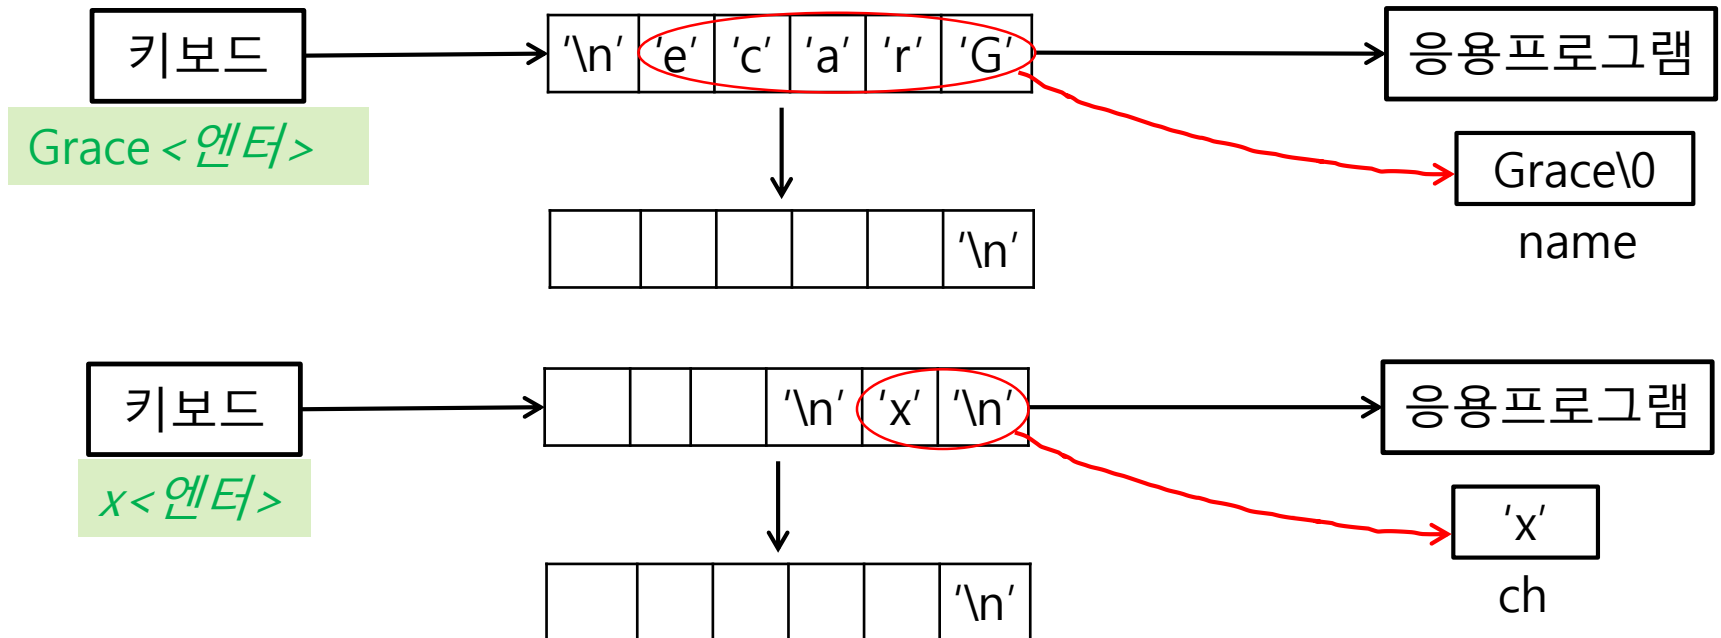 키보드 '\n' 'e' 'c' 'a' 'r' 'G' 응용프로그램
Grace <엔터>
Grace\0
name
'\n'
키보드 '\n' 'x' '\n' 응용프로그램
x<엔터>
'x'
ch
'\n'